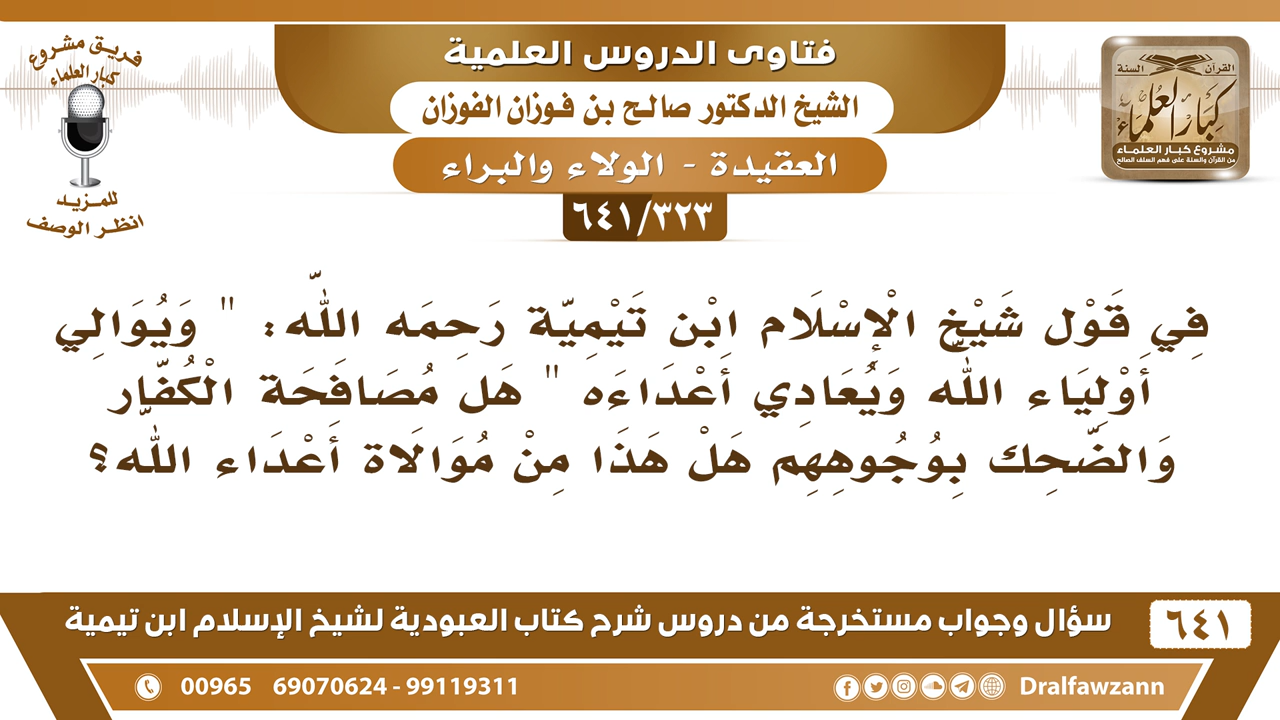 فريق مشروع
كبار العلماء
للمزيد
انظر الوصف
فتاوى الدروس العلمية
الشيخ الدكتور صالح بن فوزان الفوزان
العقيدة - الولاء والبراء
٦٤١/٣٢٣
القرآن
السنة
كبار العلماء
مشروع كبار العلماء
من القرآن والسنة على فهم السلف الصالح
فِي قَوْل شَيْخ الْإِسْلَام ابْن تَيْمِيّة رَحِمَه اللّه: " وَيُوَالِي
أَوْلِيَاء اللّه وَيُعَادِي أَعْدَاءَه " هَل مُصَافَحَة الْكُفّار
وَالضّحِك بِوُجُوهِهِم هَلْ هَذَا مِنْ مُوَالَاة أَعْدَاء اللّه؟
٦٤١
سؤال وجواب مستخرجة من دروس شرح كتاب العبودية لشيخ الإسلام ابن تيمية
00965 69070624 - 99119311
Dralfawzann